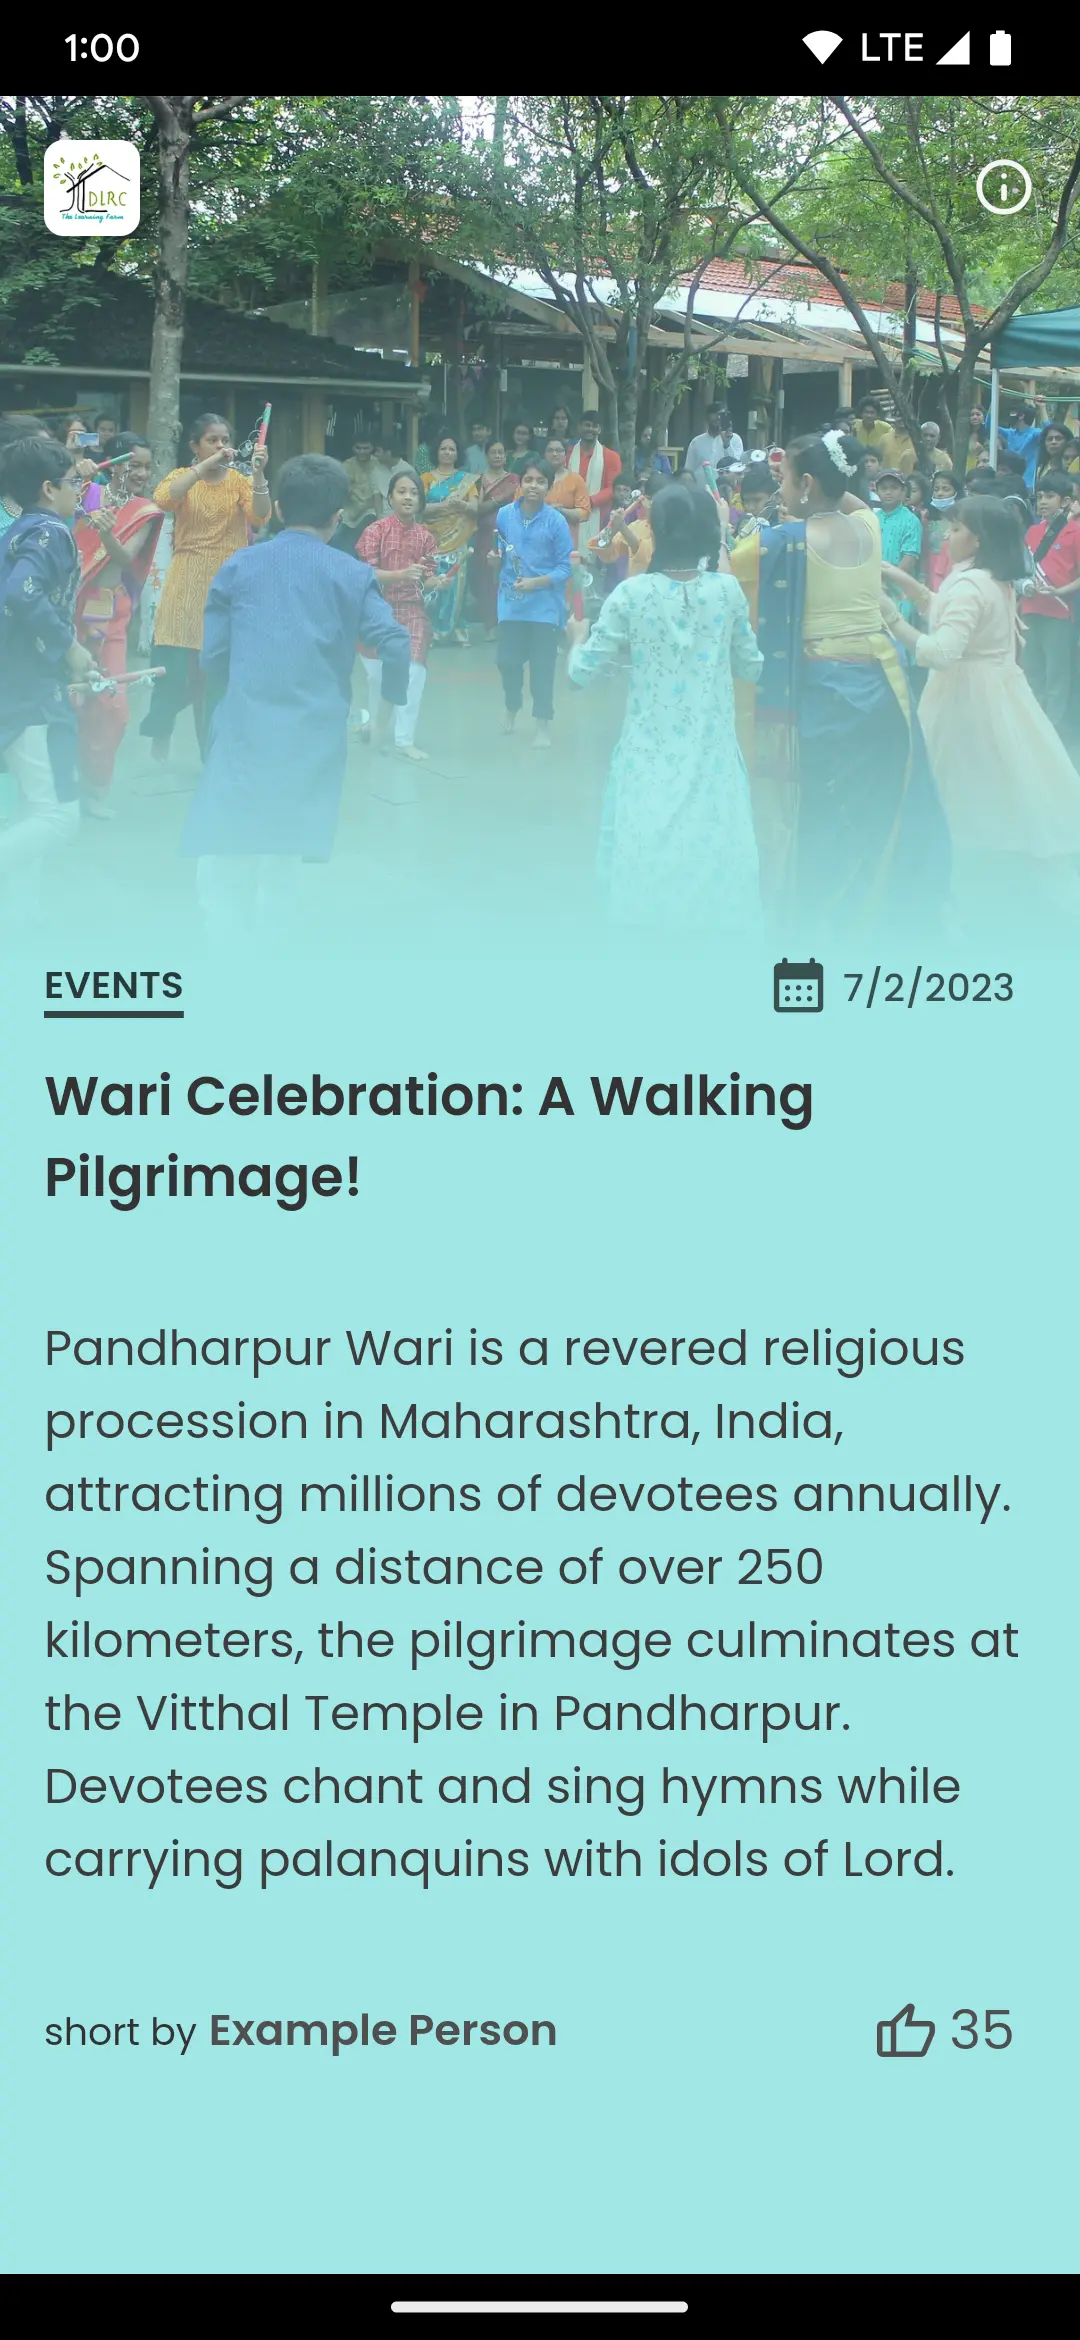 1:00 LTE
DLRC
The Learning Farm
EVENTS 7/2/2023
Wari Celebration: A Walking
Pilgrimage!
Pandharpur Wari is a revered religious
procession in Maharashtra, India,
attracting millions of devotees annually.
Spanning a distance of over 250
kilometers, the pilgrimage culminates at
the Vitthal Temple in Pandharpur.
Devotees chant and sing hymns while
carrying palanquins with idols of Lord.
short by Example Person 35